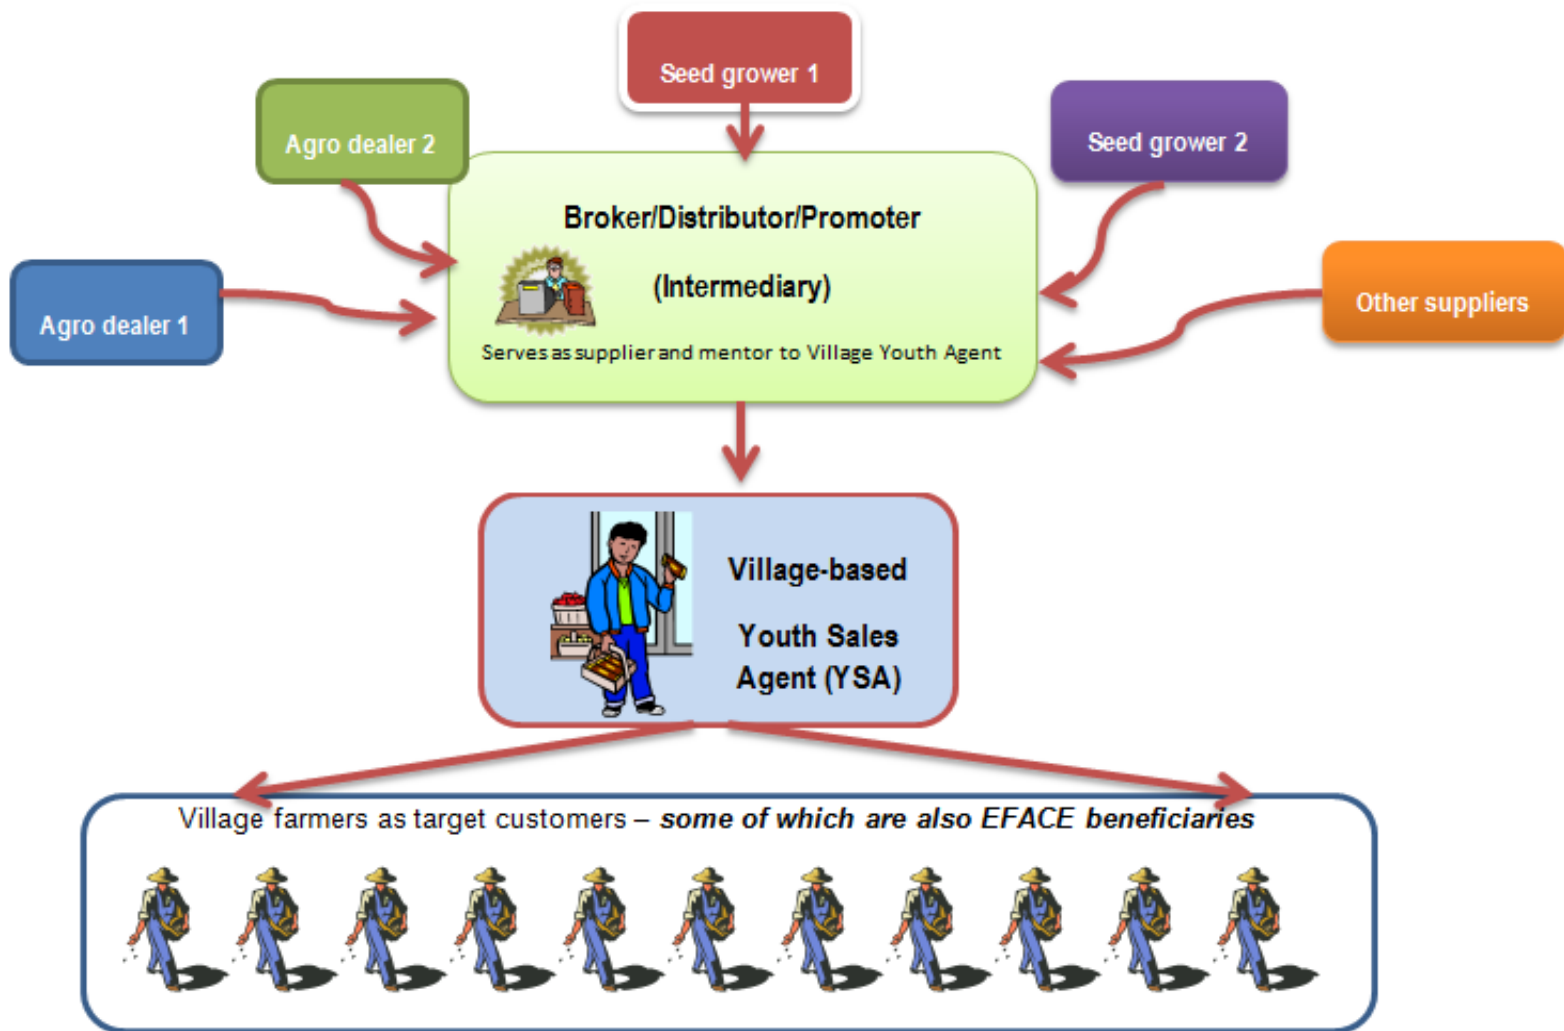 Seed grower 1
Agro dealer 2
Seed grower 2
Agro dealer 1
Other suppliers
Broker/Distributor/Promoter
(Intermediary)
Serves as supplier and mentor to Village Youth Agent
Village-based
Youth Sales
Agent (YSA)
Village farmers as target customers – some of which are also EFACE beneficiaries